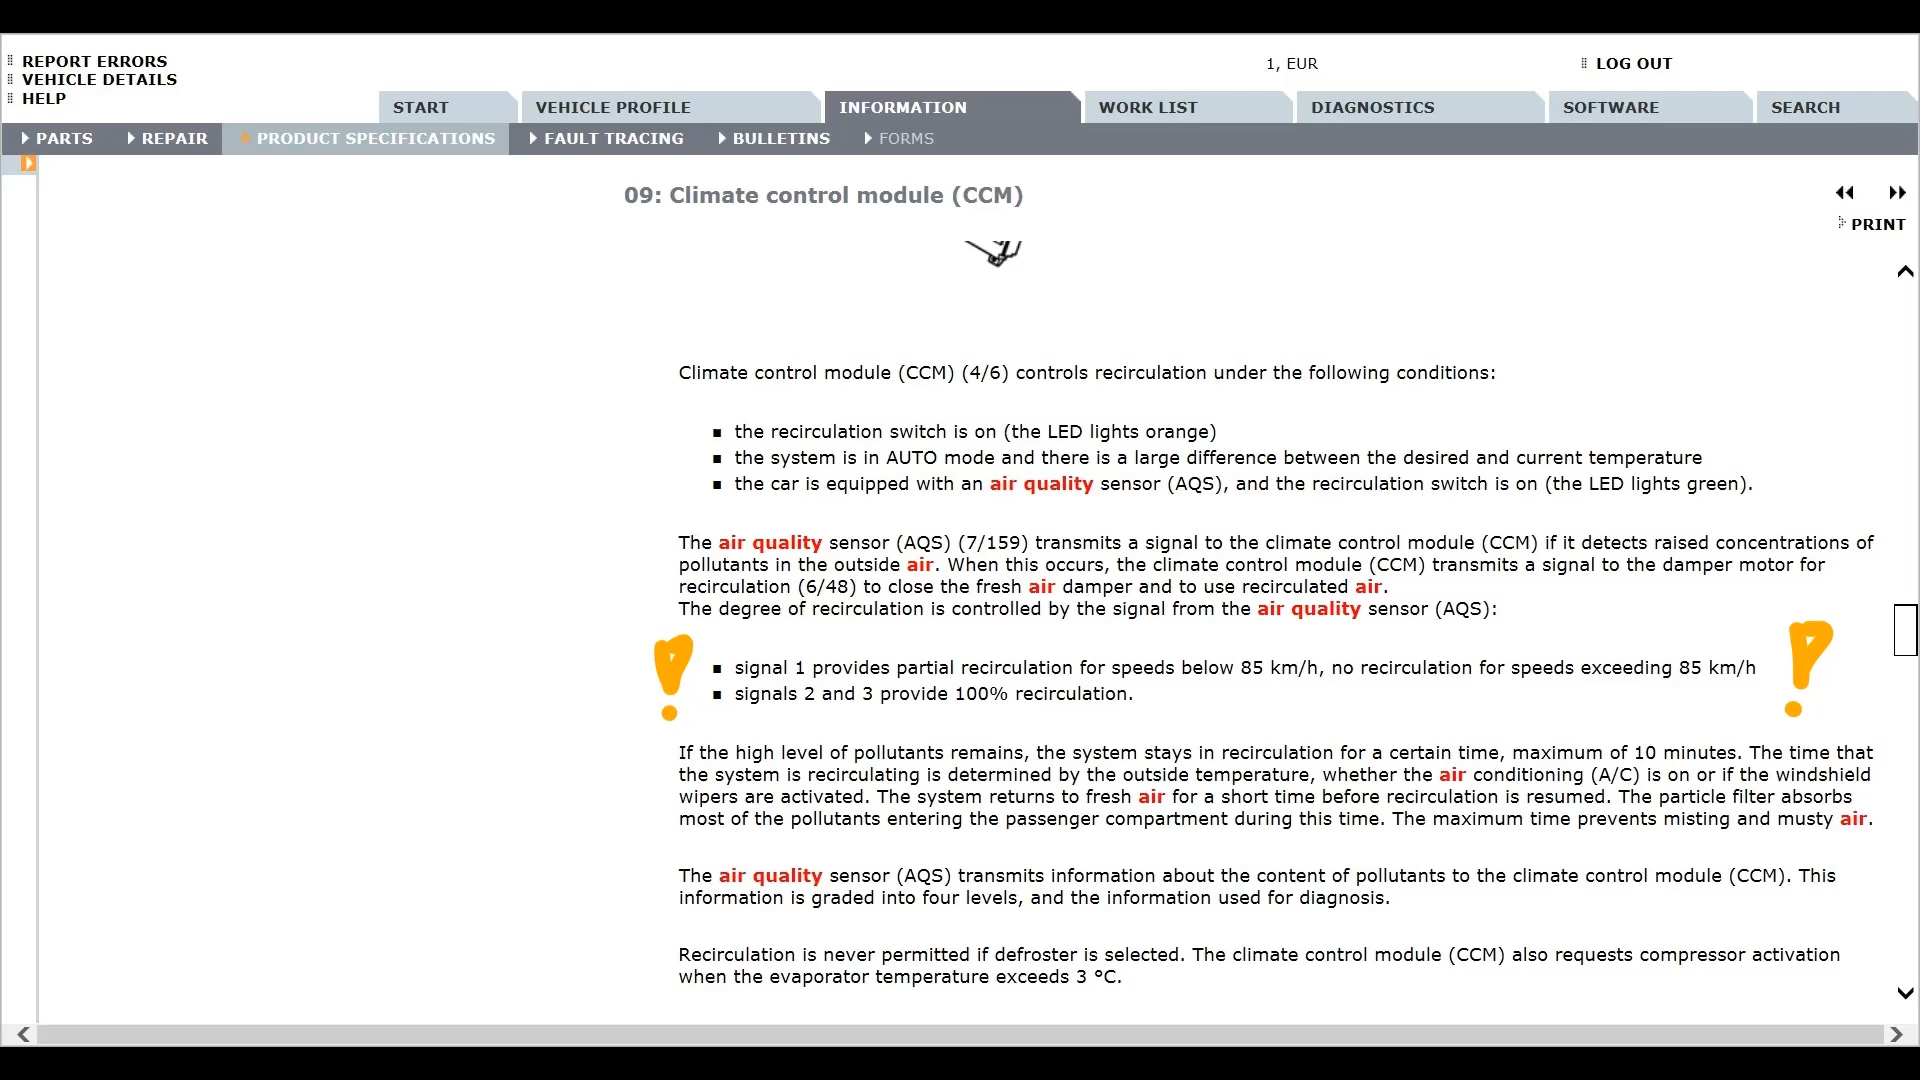 REPORT ERRORS
VEHICLE DETAILS
HELP
1, EUR
LOG OUT
START
VEHICLE PROFILE
INFORMATION
WORK LIST
DIAGNOSTICS
SOFTWARE
SEARCH
PARTS
REPAIR
PRODUCT SPECIFICATIONS
FAULT TRACING
BULLETINS
FORMS
09: Climate control module (CCM)
PRINT
Climate control module (CCM) (4/6) controls recirculation under the following conditions:
■ the recirculation switch is on (the LED lights orange)
■ the system is in AUTO mode and there is a large difference between the desired and current temperature
■ the car is equipped with an air quality sensor (AQS), and the recirculation switch is on (the LED lights green).
The air quality sensor (AQS) (7/159) transmits a signal to the climate control module (CCM) if it detects raised concentrations of
pollutants in the outside air. When this occurs, the climate control module (CCM) transmits a signal to the damper motor for
recirculation (6/48) to close the fresh air damper and to use recirculated air.
The degree of recirculation is controlled by the signal from the air quality sensor (AQS):
! ■ signal 1 provides partial recirculation for speeds below 85 km/h, no recirculation for speeds exceeding 85 km/h !
■ signals 2 and 3 provide 100% recirculation.
If the high level of pollutants remains, the system stays in recirculation for a certain time, maximum of 10 minutes. The time that
the system is recirculating is determined by the outside temperature, whether the air conditioning (A/C) is on or if the windshield
wipers are activated. The system returns to fresh air for a short time before recirculation is resumed. The particle filter absorbs
most of the pollutants entering the passenger compartment during this time. The maximum time prevents misting and musty air.
The air quality sensor (AQS) transmits information about the content of pollutants to the climate control module (CCM). This
information is graded into four levels, and the information used for diagnosis.
Recirculation is never permitted if defroster is selected. The climate control module (CCM) also requests compressor activation
when the evaporator temperature exceeds 3 °C.